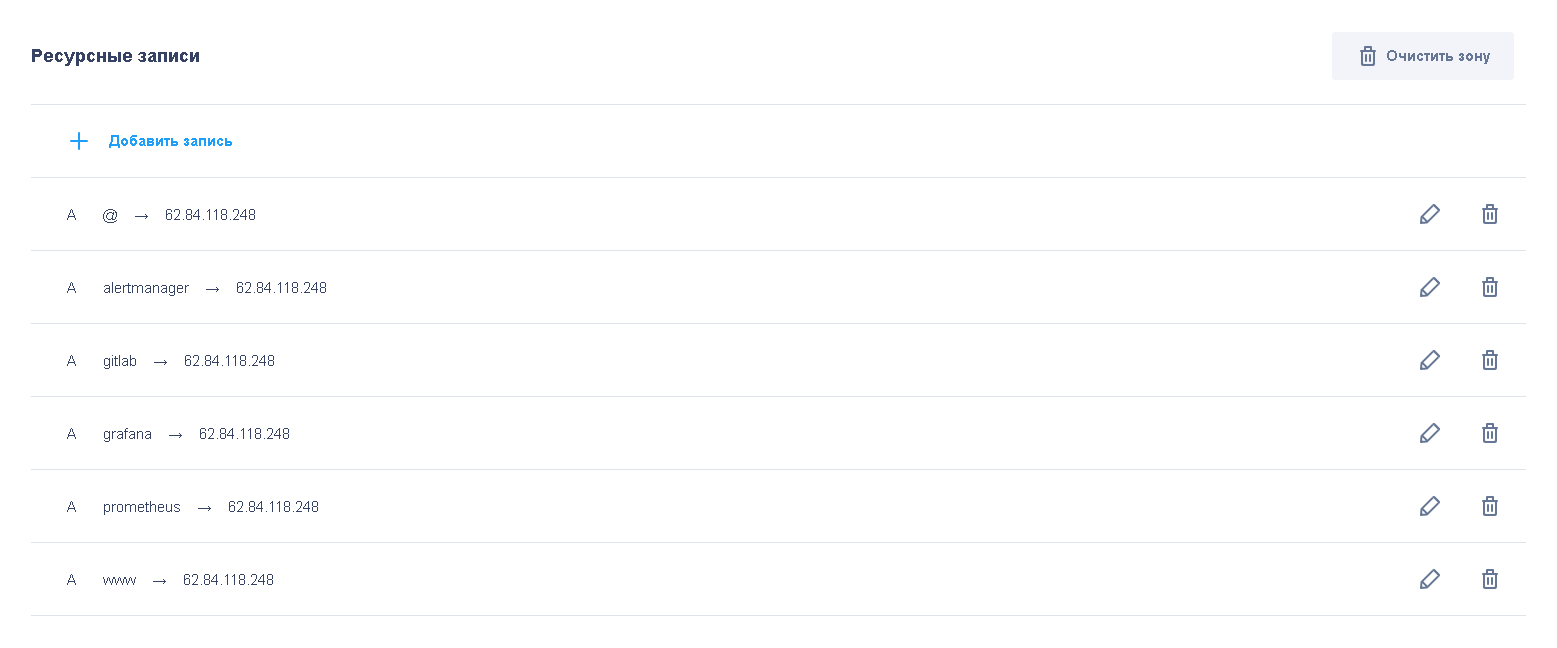 Ресурсные записи
Очистить зону
Добавить запись
A @ → 62.84.118.248
A alertmanager → 62.84.118.248
A gitlab → 62.84.118.248
A grafana → 62.84.118.248
A prometheus → 62.84.118.248
A www → 62.84.118.248